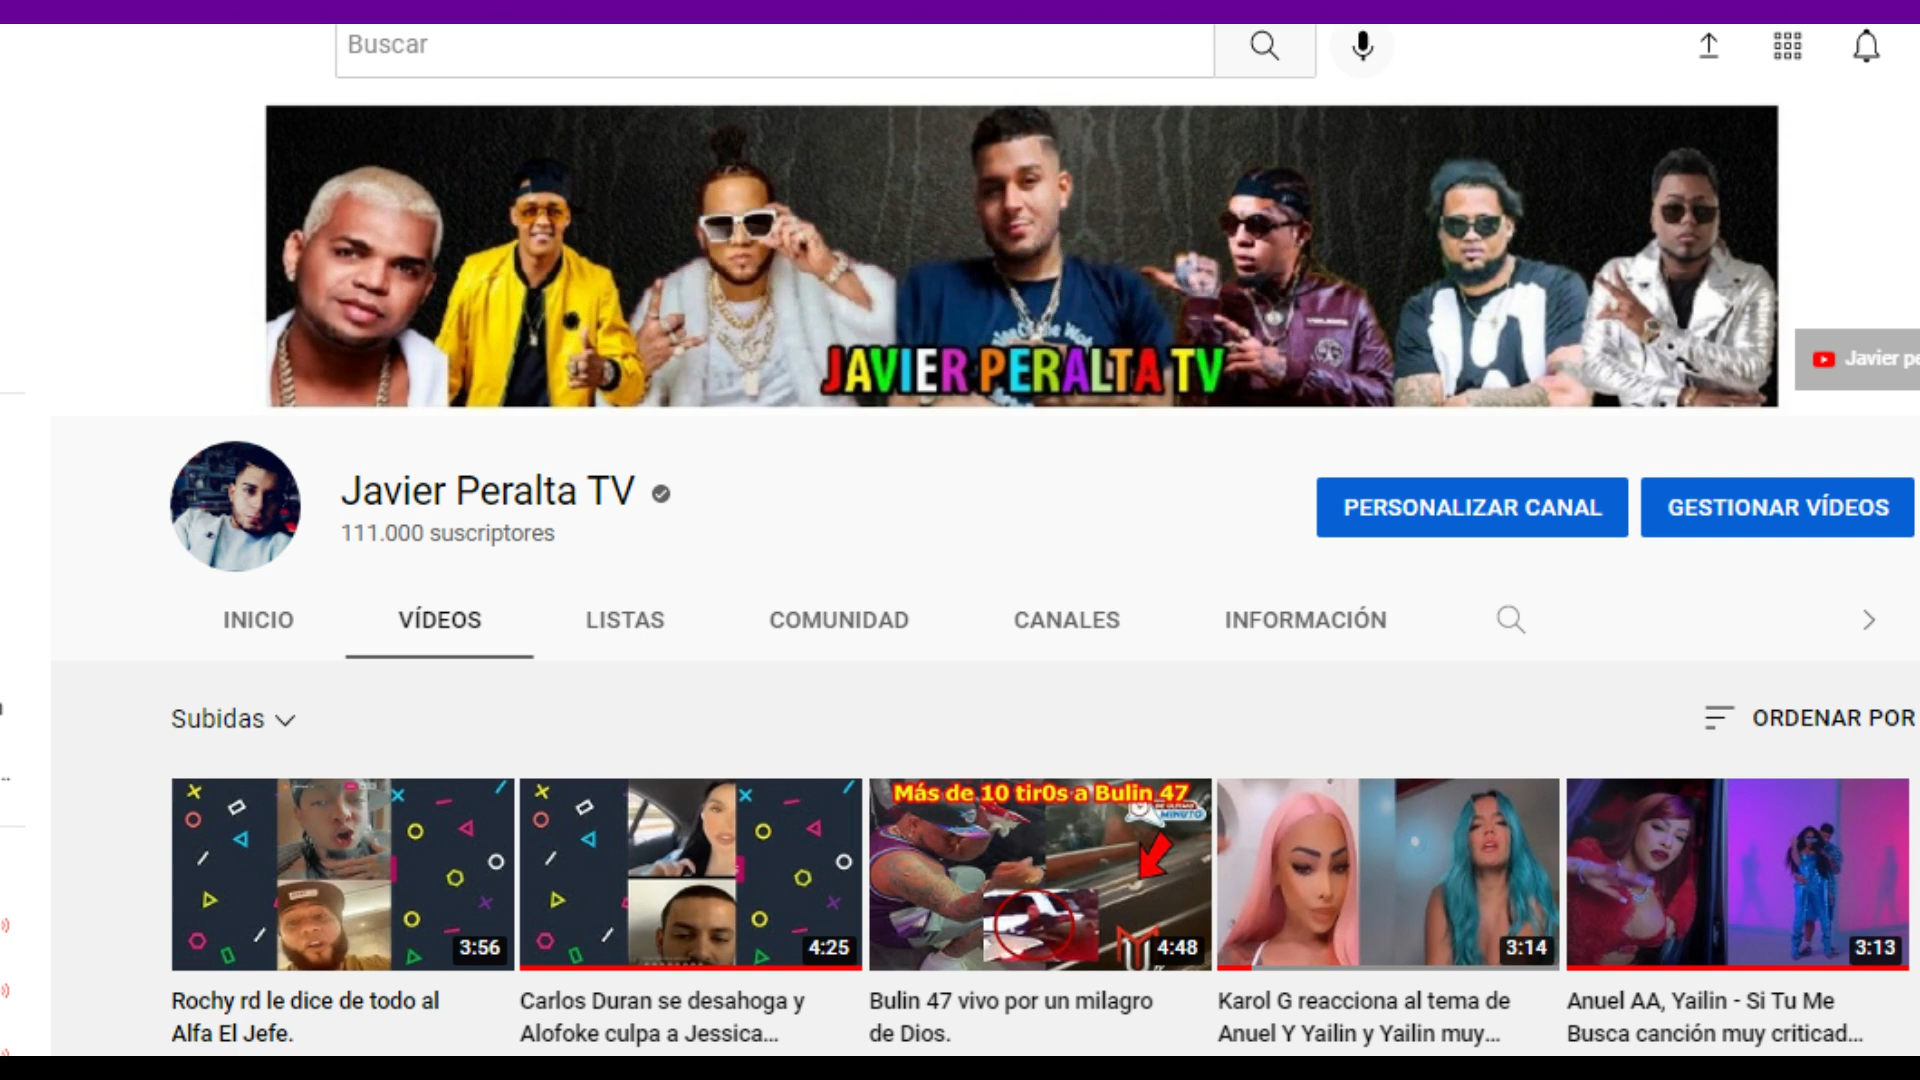 Buscar
JAVIER PERALTA TV
Javier
Javier Peralta TV
111.000 suscriptores
PERSONALIZAR CANAL
GESTIONAR VÍDEOS
INICIO
VÍDEOS
LISTAS
COMUNIDAD
CANALES
INFORMACIÓN
Subidas
ORDENAR POR
Más de 10 tir0s a Bulin 47
MINUTO
3:56
4:25
4:48
3:14
3:13
Rochy rd le dice de todo al
Alfa El Jefe.
Carlos Duran se desahoga y
Alofoke culpa a Jessica...
Bulin 47 vivo por un milagro
de Dios.
Karol G reacciona al tema de
Anuel Y Yailin y Yailin muy...
Anuel AA, Yailin - Si Tu Me
Busca canción muy criticad...